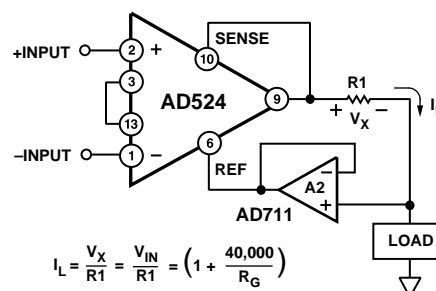 +INPUT 2 +
10 SENSE
3
AD524
9
R1
+ VX −
IL
13
6
REF
−INPUT 1 −
−
A2
+
AD711
LOAD
IL = VX/R1 = VIN/R1 = (1 + 40,000/RG)